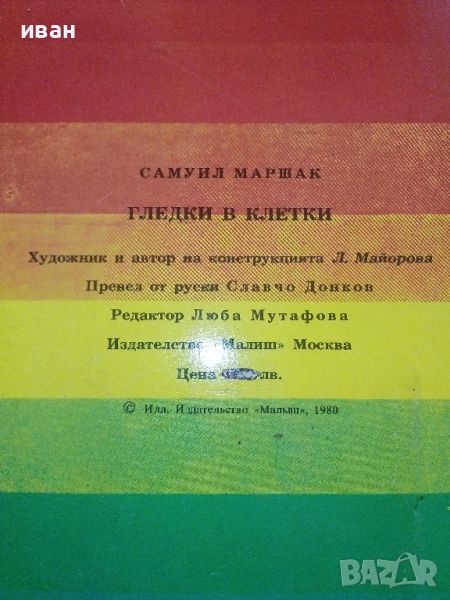 иван
САМУИЛ МАРШАК
ГЛЕДКИ В КЛЕТКИ
Художник и автор на конструкцията Л. Майорова
Превел от руски Славчо Донков
Редактор Люба Мутафова
Издателство «Малиш» Москва
Цена лв.
© Илл. Издательство «Малыш», 1980
BAZAR